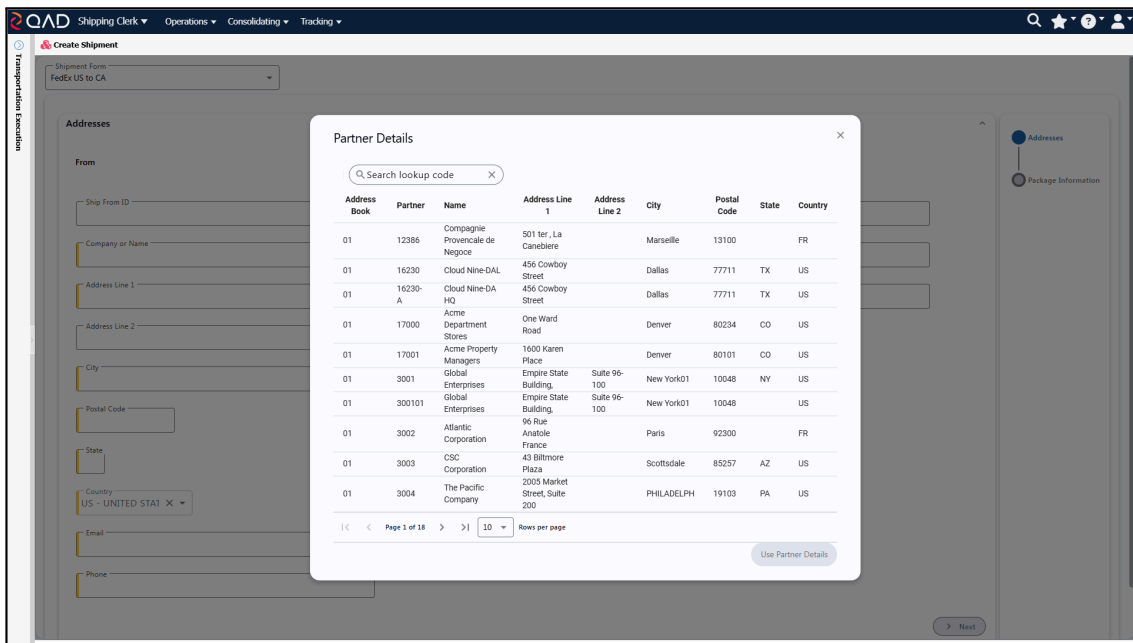 QAD Shipping Clerk Operations Consolidating Tracking
Create Shipment
Transportation Execution
Shipment Form
FedEx US to CA
Addresses
From
Ship From ID
Company or Name
Address Line 1
Address Line 2
City
Postal Code
State
Country
US - UNITED STAT
Email
Phone
Partner Details
Search lookup code
Address Book Partner Name Address Line 1 Address Line 2 City Postal Code State Country
01 12386 Compagnie Provencale de Negoce 501 ter , La Canebiere Marseille 13100 FR
01 16230 Cloud Nine-DAL 456 Cowboy Street Dallas 77711 TX US
01 16230-A Cloud Nine-DA HQ 456 Cowboy Street Dallas 77711 TX US
01 17000 Acme Department Stores One Ward Road Denver 80234 CO US
01 17001 Acme Property Managers 1600 Karen Place Denver 80101 CO US
01 3001 Global Enterprises Empire State Building, Suite 96-100 New York01 10048 NY US
01 300101 Global Enterprises Empire State Building, Suite 96-100 New York01 10048 US
01 3002 Atlantic Corporation 96 Rue Anatole France Paris 92300 FR
01 3003 CSC Corporation 43 Biltmore Plaza Scottsdale 85257 AZ US
01 3004 The Pacific Company 2005 Market Street, Suite 200 PHILADELPH 19103 PA US
Page 1 of 18 10 Rows per page
Use Partner Details
Addresses
Package Information
Next